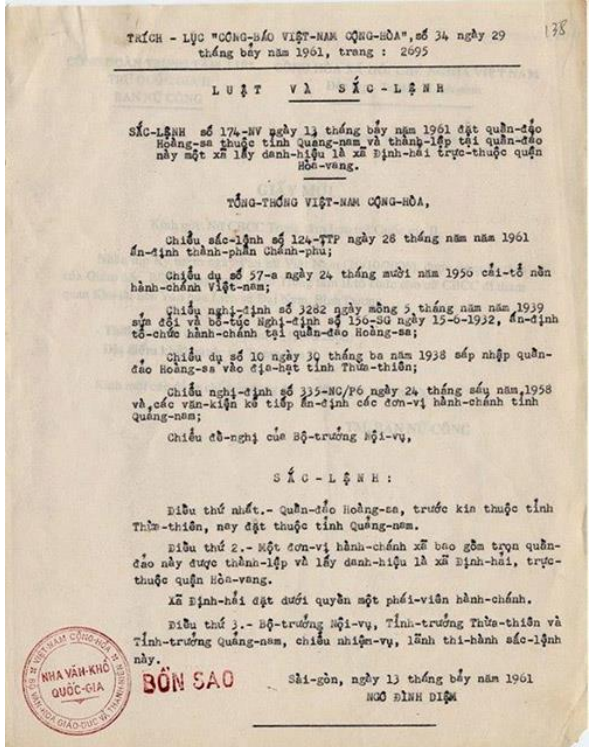 138
TRÍCH - LỤC "CÔNG-BÁO VIỆT-NAM CỘNG-HÒA", số 34 ngày 29
tháng bảy năm 1961, trang : 2695
LUẬT VÀ SẮC-LỆNH
SẮC-LỆNH số 174-NV ngày 13 tháng bảy năm 1961 đặt quần-đảo
Hoàng-sa thuộc tỉnh Quảng-nam và thành-lập tại quần-đảo
này một xã lấy danh-hiệu là xã Định-hải trực-thuộc quận
Hòa-vang.
TỔNG-THỐNG VIỆT-NAM CỘNG-HÒA,
Chiếu sắc-lệnh số 124-TTP ngày 28 tháng năm năm 1961
ấn-định thành-phần Chánh-phủ;
Chiếu dụ số 57-a ngày 24 tháng mười năm 1956 cải-tổ nền
hành-chánh Việt-nam;
Chiếu nghị-định số 3282 ngày mồng 5 tháng năm năm 1939
sửa đổi và bổ-túc Nghị-định số 156-SG ngày 15-6-1932, ấn-định
tổ-chức hành-chánh tại quần-đảo Hoàng-sa;
Chiếu dụ số 10 ngày 30 tháng ba năm 1938 sáp nhập quần-
đảo Hoàng-sa vào địa-hạt tỉnh Thừa-thiên;
Chiếu nghị-định số 335-NC/P6 ngày 24 tháng sáu năm 1958
và các văn-kiện kế tiếp ấn-định các đơn-vị hành-chánh tỉnh
Quảng-nam;
Chiếu đề-nghị của Bộ-trưởng Nội-vụ,
SẮC-LỆNH:
Điều thứ nhất.- Quần-đảo Hoàng-sa, trước kia thuộc tỉnh
Thừa-thiên, nay đặt thuộc tỉnh Quảng-nam.
Điều thứ 2.- Một đơn-vị hành-chánh xã bao gồm trọn quần-
đảo này được thành-lập và lấy danh-hiệu là xã Định-hải, trực-
thuộc quận Hòa-vang.
Xã Định-hải đặt dưới quyền một phái-viên hành-chánh.
Điều thứ 3.- Bộ-trưởng Nội-vụ, Tỉnh-trưởng Thừa-thiên và
Tỉnh-trưởng Quảng-nam, chiếu nhiệm-vụ, lãnh thi-hành sắc-lệnh
này.
Sài-gòn, ngày 13 tháng bảy năm 1961
NGÔ ĐÌNH DIỆM
VIỆT-NAM CỘNG-HÒA
NHA VĂN-KHỐ
QUỐC-GIA
BỔN SAO